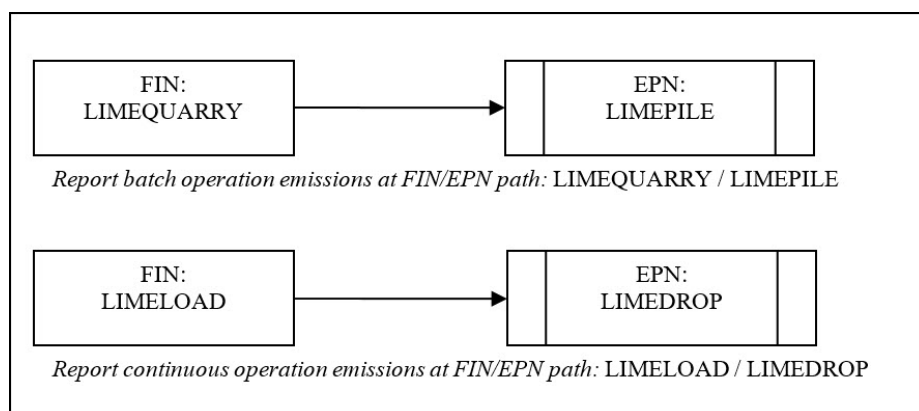 FIN:
LIMEQUARRY
EPN:
LIMEPILE
Report batch operation emissions at FIN/EPN path: LIMEQUARRY / LIMEPILE
FIN:
LIMELOAD
EPN:
LIMEDROP
Report continuous operation emissions at FIN/EPN path: LIMELOAD / LIMEDROP